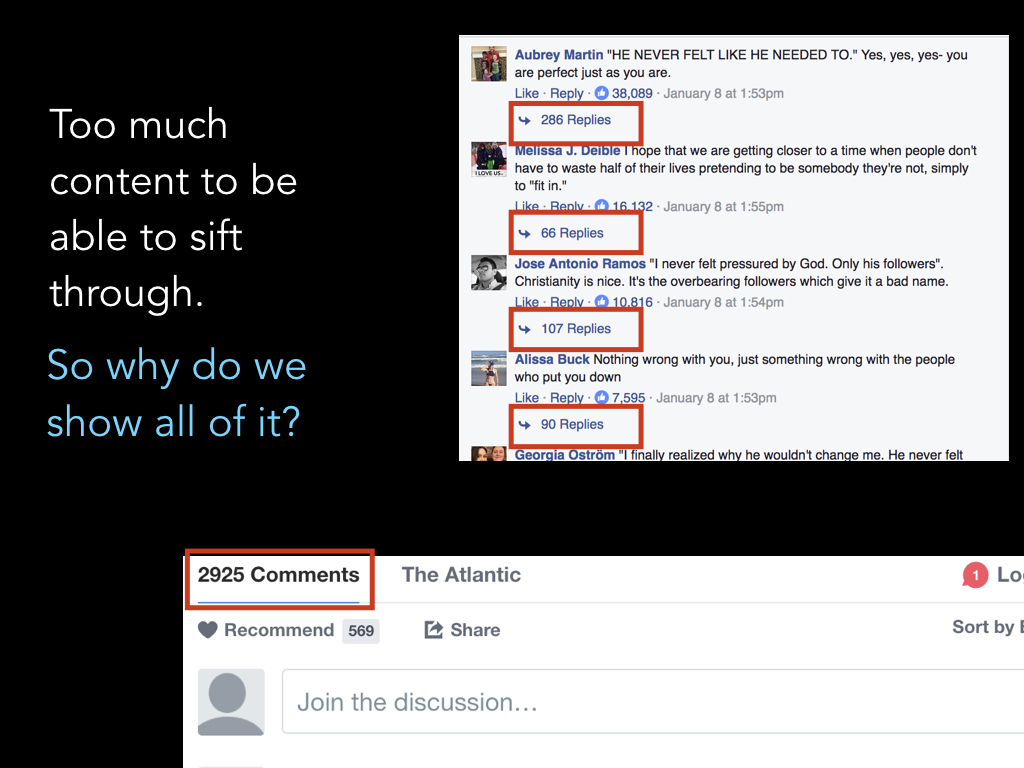 Too much
content to be
able to sift
through.
So why do we
show all of it?
Aubrey Martin "HE NEVER FELT LIKE HE NEEDED TO." Yes, yes, yes- you
are perfect just as you are.
Like · Reply · 38,089 · January 8 at 1:53pm
286 Replies
Melissa J. Deible I hope that we are getting closer to a time when people don't
have to waste half of their lives pretending to be somebody they're not, simply
to "fit in."
Like · Reply · 16,132 · January 8 at 1:55pm
66 Replies
I LOVE US..
Jose Antonio Ramos "I never felt pressured by God. Only his followers".
Christianity is nice. It's the overbearing followers which give it a bad name.
Like · Reply · 10,816 · January 8 at 1:54pm
107 Replies
Alissa Buck Nothing wrong with you, just something wrong with the people
who put you down
Like · Reply · 7,595 · January 8 at 1:53pm
90 Replies
Georgia Oström "I finally realized why he wouldn't change me. He never felt
2925 Comments The Atlantic 1 Log
Recommend 569 Share Sort by B
Join the discussion...